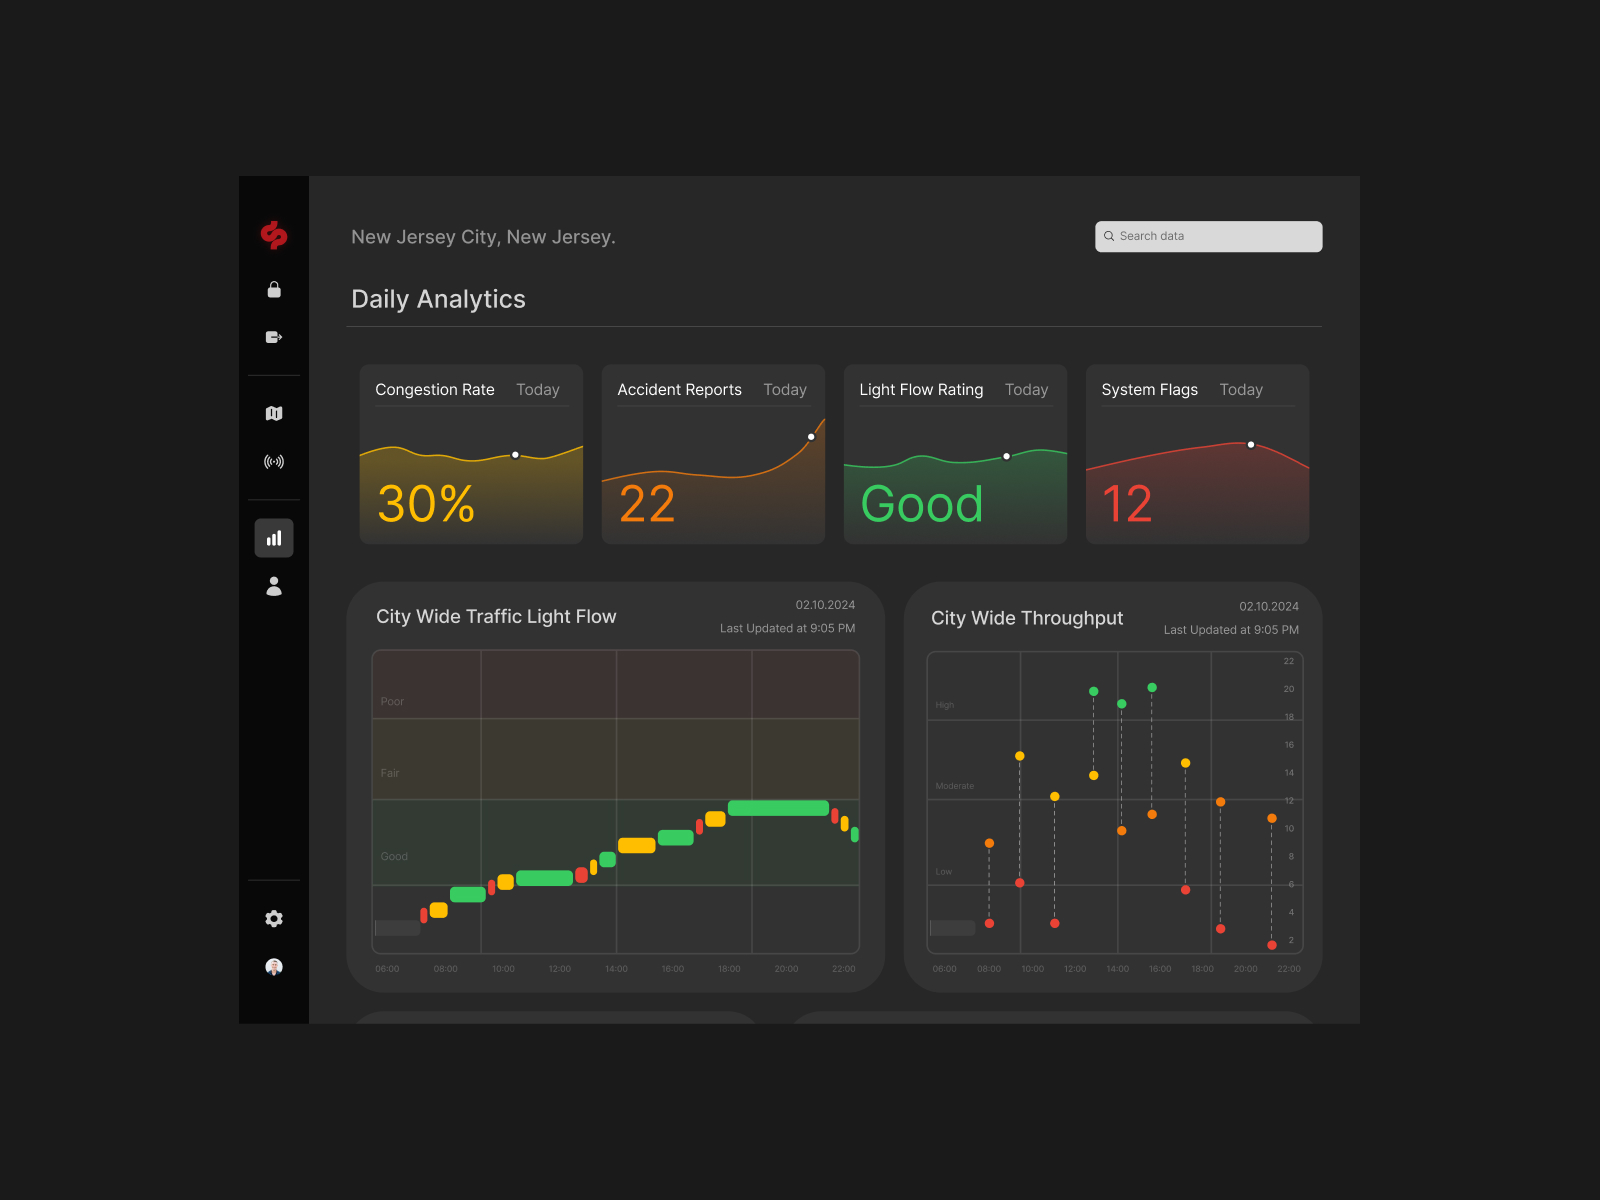 New Jersey City, New Jersey.
Search data
Daily Analytics
Congestion Rate Today
30%
Accident Reports Today
22
Light Flow Rating Today
Good
System Flags Today
12
City Wide Traffic Light Flow
02.10.2024
Last Updated at 9:05 PM
Poor
Fair
Good
06:00 08:00 10:00 12:00 14:00 16:00 18:00 20:00 22:00
City Wide Throughput
02.10.2024
Last Updated at 9:05 PM
22
20
High
18
16
14
Moderate
12
10
8
Low
6
4
2
06:00 08:00 10:00 12:00 14:00 16:00 18:00 20:00 22:00